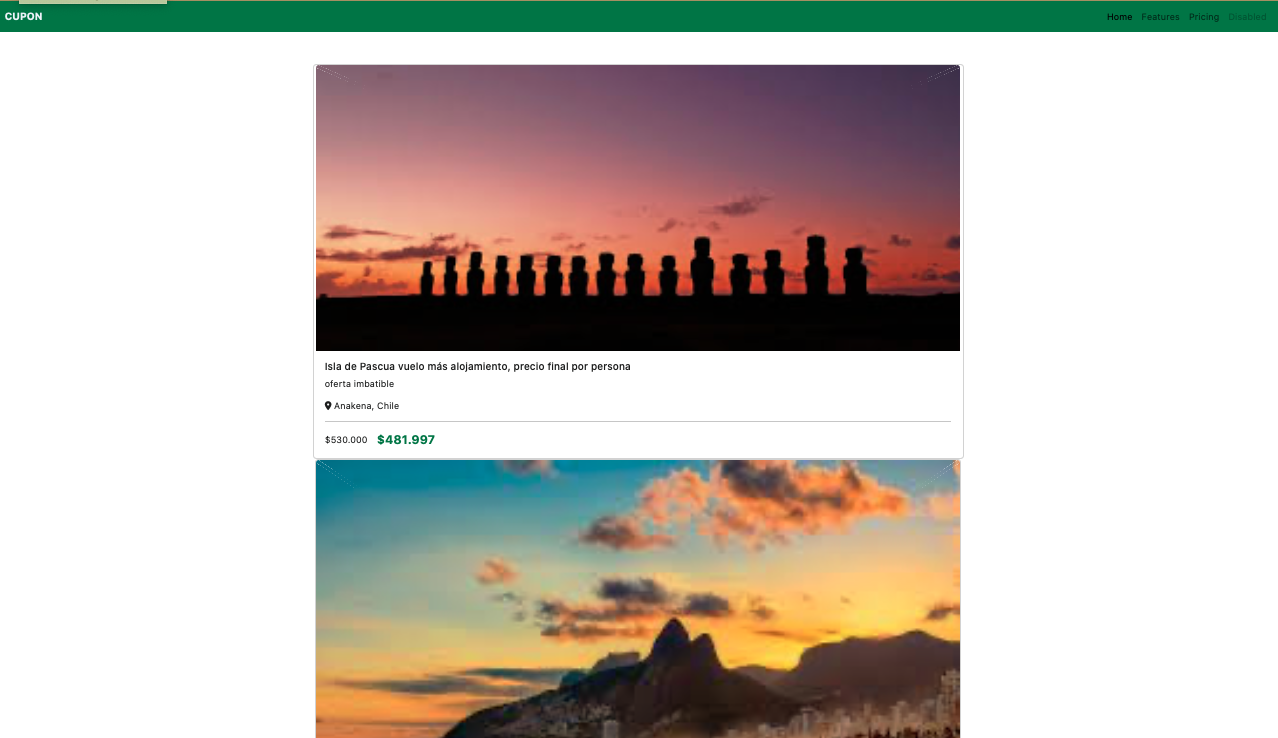 CUPON
Home Features Pricing Disabled
Isla de Pascua vuelo más alojamiento, precio final por persona
oferta imbatible
Anakena, Chile
$530.000 $481.997